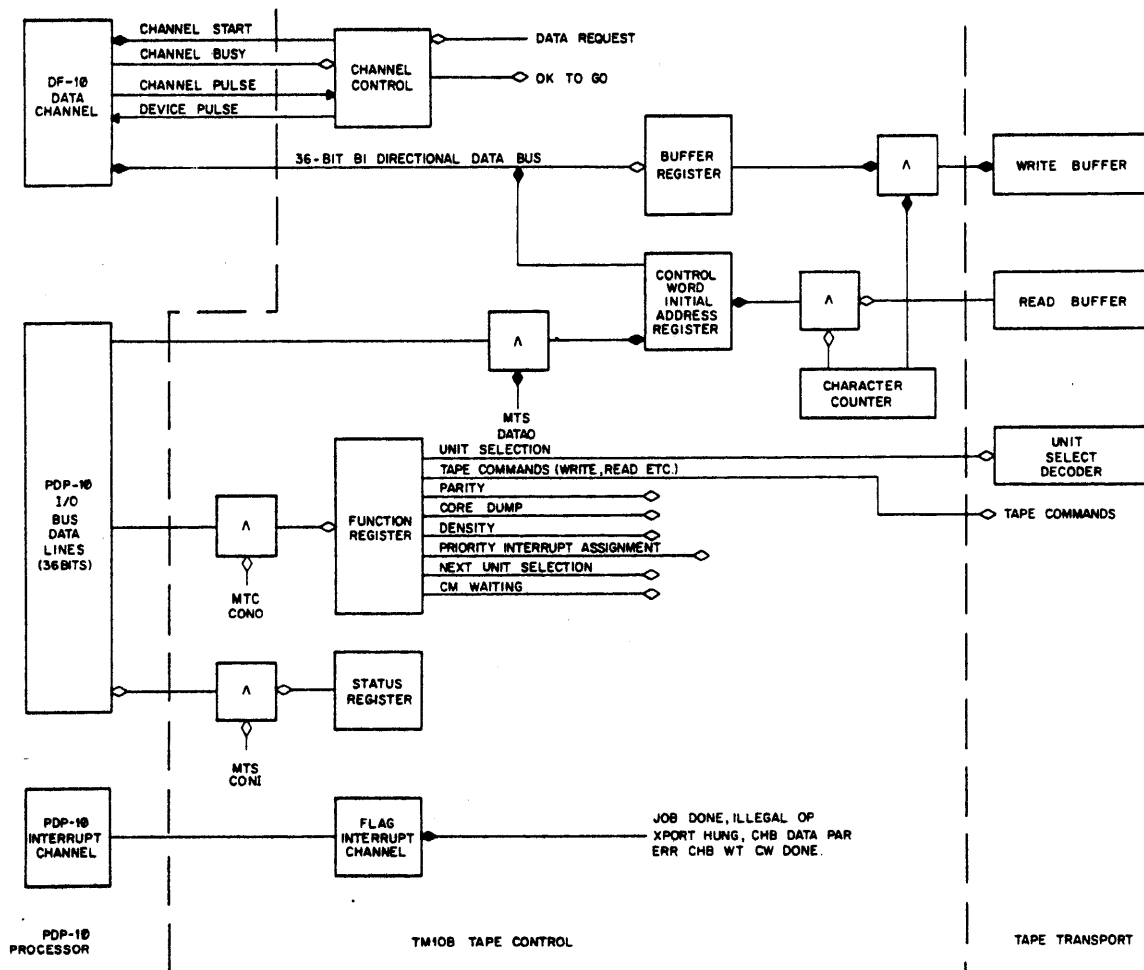 DF-10
DATA
CHANNEL
CHANNEL START
CHANNEL BUSY
CHANNEL PULSE
DEVICE PULSE
CHANNEL
CONTROL
DATA REQUEST
OK TO GO
36-BIT BI DIRECTIONAL DATA BUS
BUFFER
REGISTER
Λ
WRITE BUFFER
CONTROL
WORD
INITIAL
ADDRESS
REGISTER
Λ
READ BUFFER
CHARACTER
COUNTER
Λ
MTS
DATAO
PDP-10
I/O
BUS
DATA
LINES
(36BITS)
Λ
MTC
CONO
FUNCTION
REGISTER
UNIT SELECTION
TAPE COMMANDS (WRITE,READ ETC.)
PARITY
CORE DUMP
DENSITY
PRIORITY INTERRUPT ASSIGNMENT
NEXT UNIT SELECTION
CM WAITING
UNIT
SELECT
DECODER
TAPE COMMANDS
Λ
MTS
CONI
STATUS
REGISTER
PDP-10
INTERRUPT
CHANNEL
FLAG
INTERRUPT
CHANNEL
JOB DONE, ILLEGAL OP
XPORT HUNG, CHB DATA PAR
ERR CHB WT CW DONE.
PDP-10
PROCESSOR
TM10B TAPE CONTROL
TAPE TRANSPORT